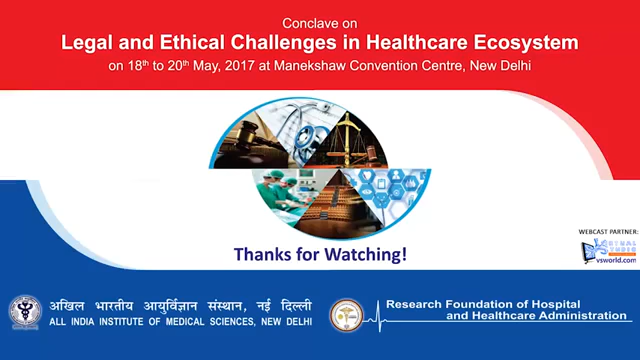 Conclave on
Legal and Ethical Challenges in Healthcare Ecosystem
on 18th to 20th May, 2017 at Manekshaw Convention Centre, New Delhi
Thanks for Watching!
WEBCAST PARTNER:
vsworld.com
अखिल भारतीय आयुर्विज्ञान संस्थान, नई दिल्ली
ALL INDIA INSTITUTE OF MEDICAL SCIENCES, NEW DELHI
Research Foundation of Hospital
and Healthcare Administration